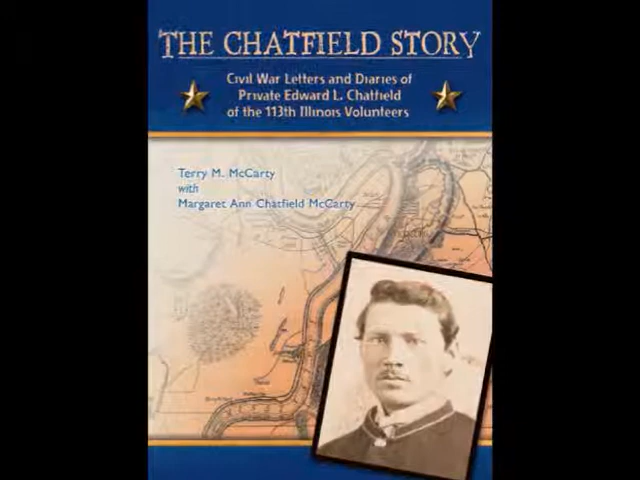 THE CHATFIELD STORY
Civil War Letters and Diaries of
Private Edward L. Chatfield
of the 113th Illinois Volunteers
Terry M. McCarty
with
Margaret Ann Chatfield McCarty